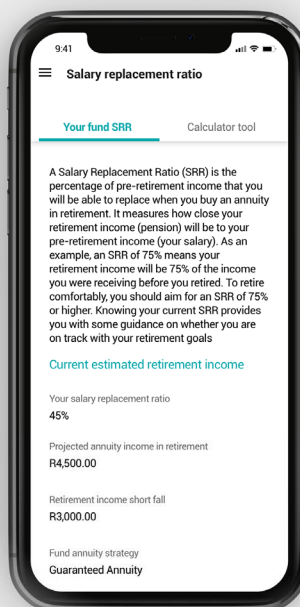 9:41
Salary replacement ratio
Your fund SRR
Calculator tool
A Salary Replacement Ratio (SRR) is the
percentage of pre-retirement income that you
will be able to replace when you buy an annuity
in retirement. It measures how close your
retirement income (pension) will be to your
pre-retirement income (your salary). As an
example, an SRR of 75% means your
retirement income will be 75% of the income
you were receiving before you retired. To retire
comfortably, you should aim for an SRR of 75%
or higher. Knowing your current SRR provides
you with some guidance on whether you are
on track with your retirement goals
Current estimated retirement income
Your salary replacement ratio
45%
Projected annuity income in retirement
R4,500.00
Retirement income short fall
R3,000.00
Fund annuity strategy
Guaranteed Annuity